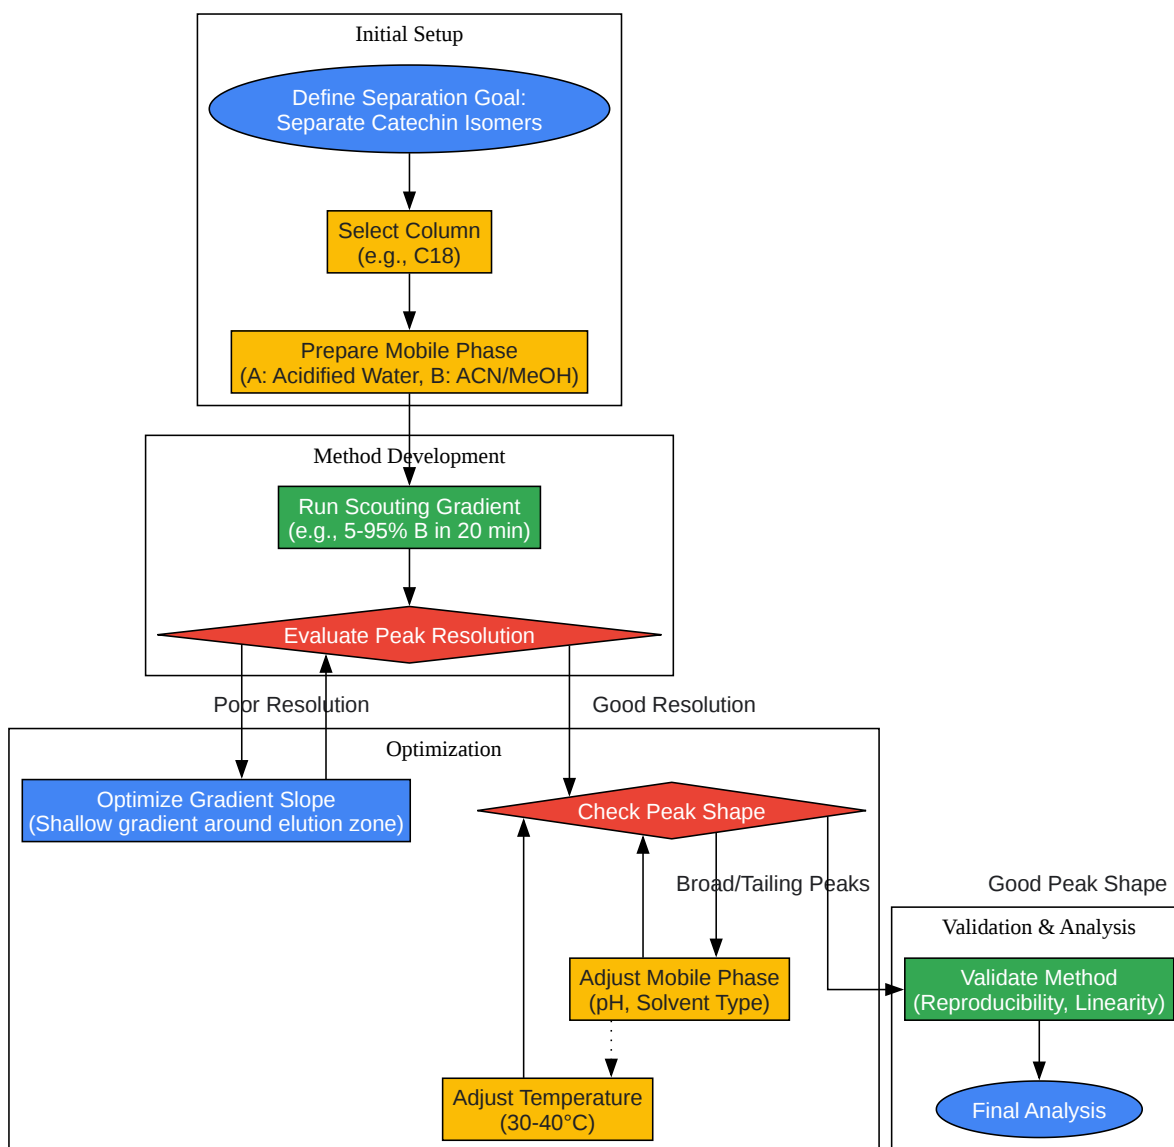 Initial Setup
Define Separation Goal:
Separate Catechin Isomers
Select Column
(e.g., C18)
Prepare Mobile Phase
(A: Acidified Water, B: ACN/MeOH)
Method Development
Run Scouting Gradient
(e.g., 5-95% B in 20 min)
Evaluate Peak Resolution
Poor Resolution
Good Resolution
Optimization
Optimize Gradient Slope
(Shallow gradient around elution zone)
Check Peak Shape
Broad/Tailing Peaks
Good Peak Shape
Validation & Analysis
Adjust Mobile Phase
(pH, Solvent Type)
Validate Method
(Reproducibility, Linearity)
Adjust Temperature
(30-40°C)
Final Analysis